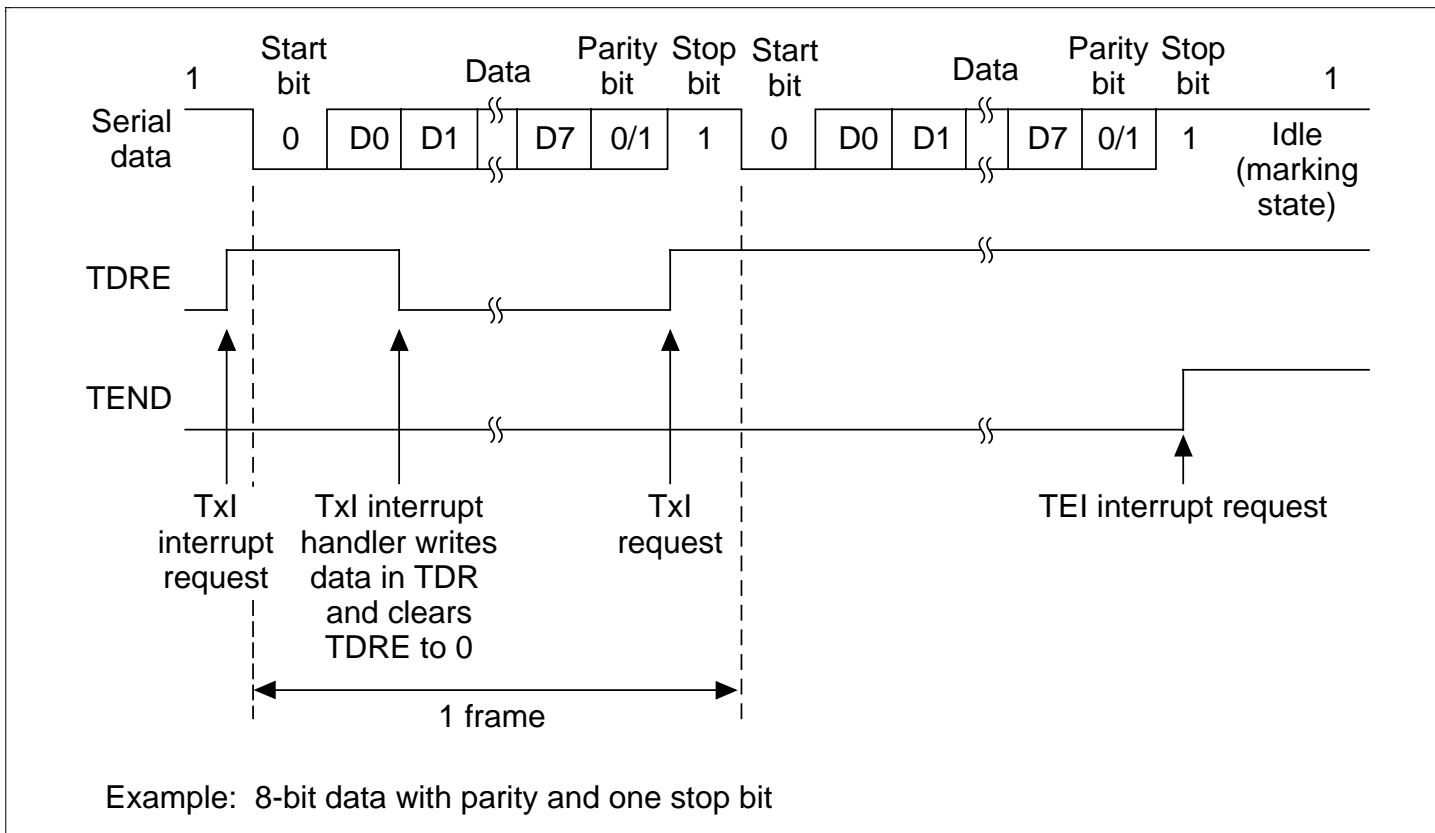 1 Start bit Data Parity bit Stop bit Start bit Data Parity bit Stop bit 1
Serial data 0 D0 D1 D7 0/1 1 0 D0 D1 D7 0/1 1 Idle (marking state)
TDRE
TEND
TxI
interrupt
request
TxI interrupt
handler writes
data in TDR
and clears
TDRE to 0
TxI
request
TEI interrupt request
1 frame
Example: 8-bit data with parity and one stop bit